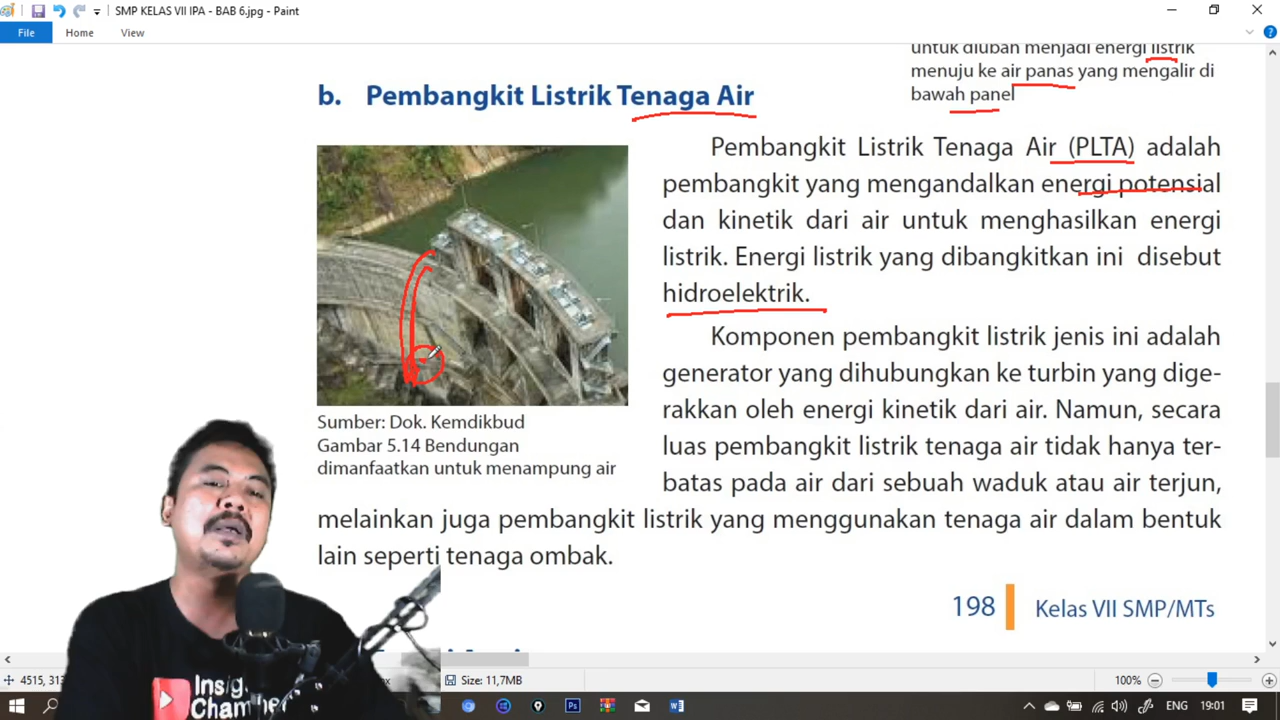 SMP KELAS VII IPA - BAB 6.jpg - Paint
File Home View
untuk diubah menjadi energi listrik
menuju ke air panas yang mengalir di
bawah panel
b. Pembangkit Listrik Tenaga Air
Pembangkit Listrik Tenaga Air (PLTA) adalah
pembangkit yang mengandalkan energi potensial
dan kinetik dari air untuk menghasilkan energi
listrik. Energi listrik yang dibangkitkan ini disebut
hidroelektrik.
Komponen pembangkit listrik jenis ini adalah
generator yang dihubungkan ke turbin yang dige-
rakkan oleh energi kinetik dari air. Namun, secara
luas pembangkit listrik tenaga air tidak hanya ter-
batas pada air dari sebuah waduk atau air terjun,
melainkan juga pembangkit listrik yang menggunakan tenaga air dalam bentuk
lain seperti tenaga ombak.
Sumber: Dok. Kemdikbud
Gambar 5.14 Bendungan
dimanfaatkan untuk menampung air
198 Kelas VII SMP/MTs
Insig
Cham
4515, 313
Size: 11,7MB
100%
ENG 19:01